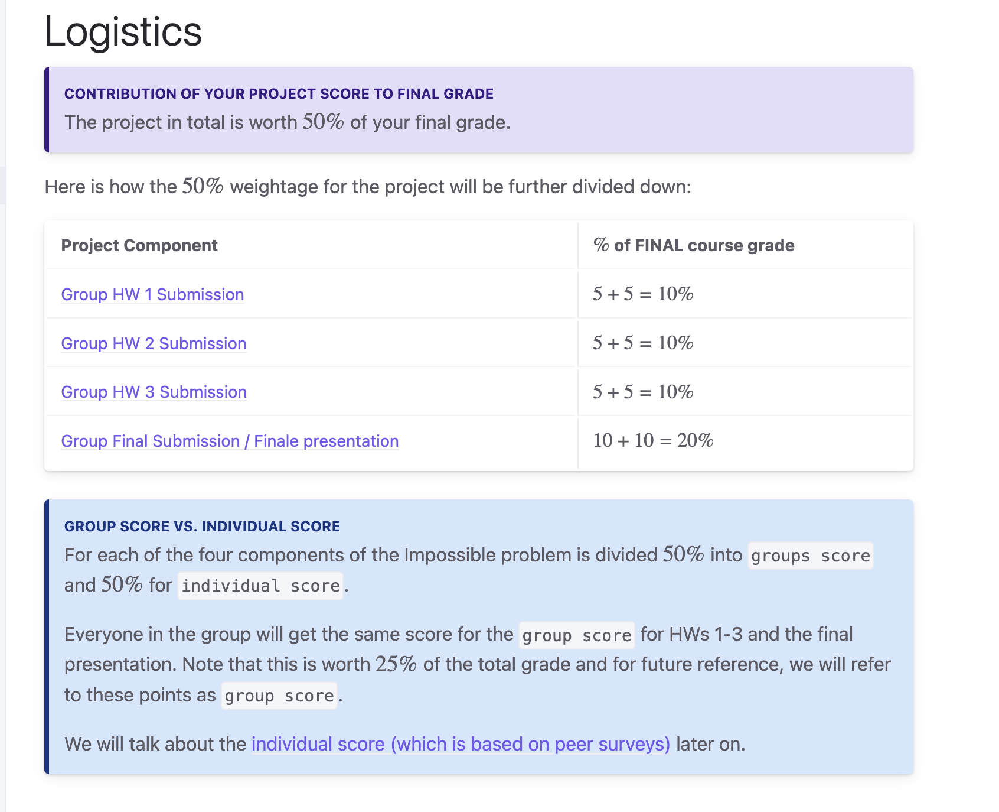 Logistics
CONTRIBUTION OF YOUR PROJECT SCORE TO FINAL GRADE
The project in total is worth 50% of your final grade.
Here is how the 50% weightage for the project will be further divided down:
Project Component % of FINAL course grade
Group HW 1 Submission 5 + 5 = 10%
Group HW 2 Submission 5 + 5 = 10%
Group HW 3 Submission 5 + 5 = 10%
Group Final Submission / Finale presentation 10 + 10 = 20%
GROUP SCORE VS. INDIVIDUAL SCORE
For each of the four components of the Impossible problem is divided 50% into groups score
and 50% for individual score.
Everyone in the group will get the same score for the group score for HWs 1-3 and the final
presentation. Note that this is worth 25% of the total grade and for future reference, we will refer
to these points as group score.
We will talk about the individual score (which is based on peer surveys) later on.